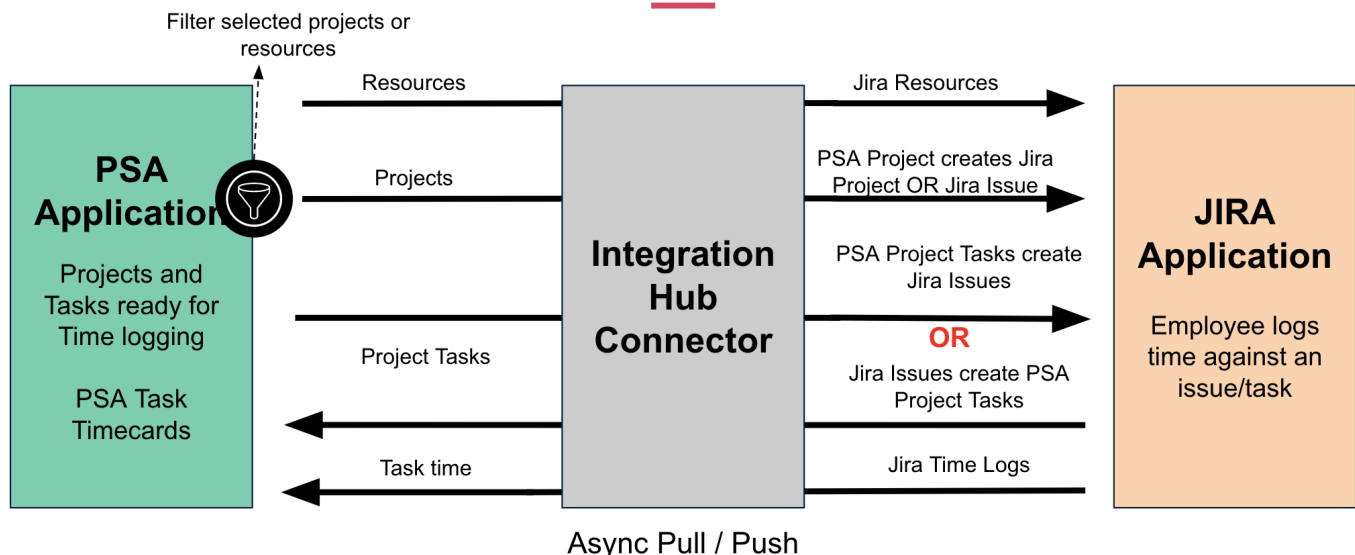 Filter selected projects or
resources
PSA
Application
Projects and
Tasks ready for
Time logging
PSA Task
Timecards
Resources
Projects
Project Tasks
Task time
Integration
Hub
Connector
Async Pull / Push
Jira Resources
PSA Project creates Jira
Project OR Jira Issue
PSA Project Tasks create
Jira Issues
OR
Jira Issues create PSA
Project Tasks
Jira Time Logs
JIRA
Application
Employee logs
time against an
issue/task